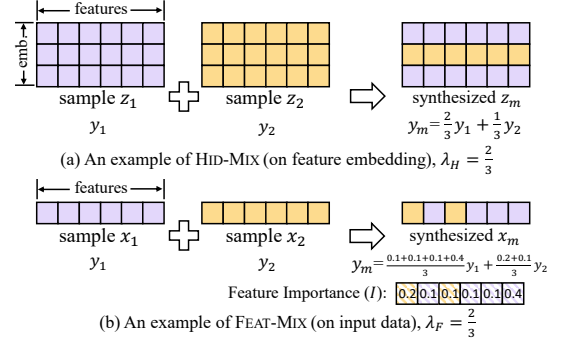 features
emb.
sample z₁ sample z₂ synthesized zₘ
y₁ y₂ yₘ= 2/3 y₁ + 1/3 y₂
(a) An example of HID-MIX (on feature embedding), λ_H = 2/3
features
sample x₁ sample x₂ synthesized xₘ
y₁ y₂ yₘ= (0.1+0.1+0.1+0.4)/3 y₁ + (0.2+0.1)/3 y₂
Feature Importance (I): 0.2 0.1 0.1 0.1 0.1 0.4
(b) An example of FEAT-MIX (on input data), λ_F = 2/3